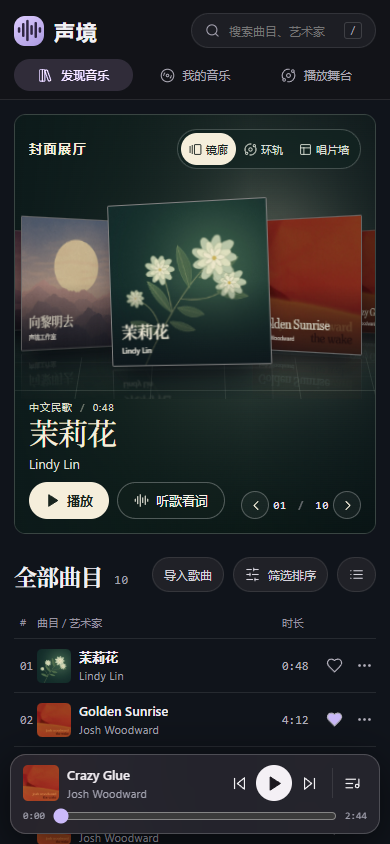 声境
搜索曲目、艺术家 /
发现音乐 我的音乐 播放舞台
封面展厅 镜廊 环轨 唱片墙
向黎明去
声境工作室
茉莉花
Lindy Lin
lden Sunrise
Woodward
中文民歌 / 0:48
茉莉花
Lindy Lin
播放 听歌看词 01 / 10
全部曲目 10 导入歌曲 筛选排序
# 曲目 / 艺术家 时长
01 茉莉花 0:48
Lindy Lin
02 Golden Sunrise 4:12
Josh Woodward
Crazy Glue
Josh Woodward
0:00 2:44
Josh Woodward